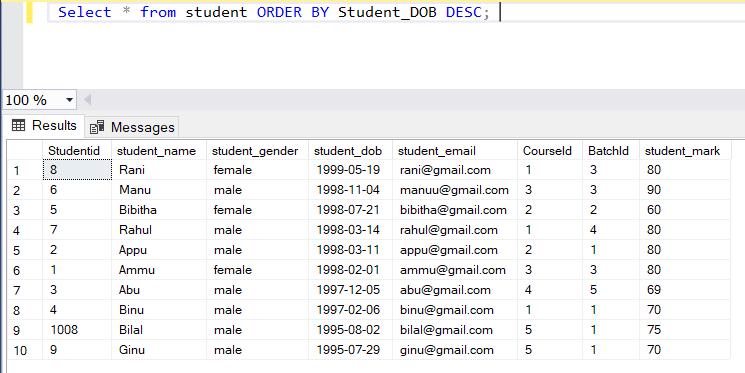 Select * from student ORDER BY Student_DOB DESC;
100 %
Results Messages
Studentid student_name student_gender student_dob student_email CourseId BatchId student_mark
1 8 Rani female 1999-05-19 rani@gmail.com 1 3 80
2 6 Manu male 1998-11-04 manuu@gmail.com 3 3 90
3 5 Bibitha female 1998-07-21 bibitha@gmail.com 2 2 60
4 7 Rahul male 1998-03-14 rahul@gmail.com 1 4 80
5 2 Appu male 1998-03-11 appu@gmail.com 2 1 80
6 1 Ammu female 1998-02-01 ammu@gmail.com 3 3 80
7 3 Abu male 1997-12-05 abu@gmail.com 4 5 69
8 4 Binu male 1997-02-06 binu@gmail.com 1 1 70
9 1008 Bilal male 1995-08-02 bilal@gmail.com 5 1 75
10 9 Ginu male 1995-07-29 ginu@gmail.com 5 1 70